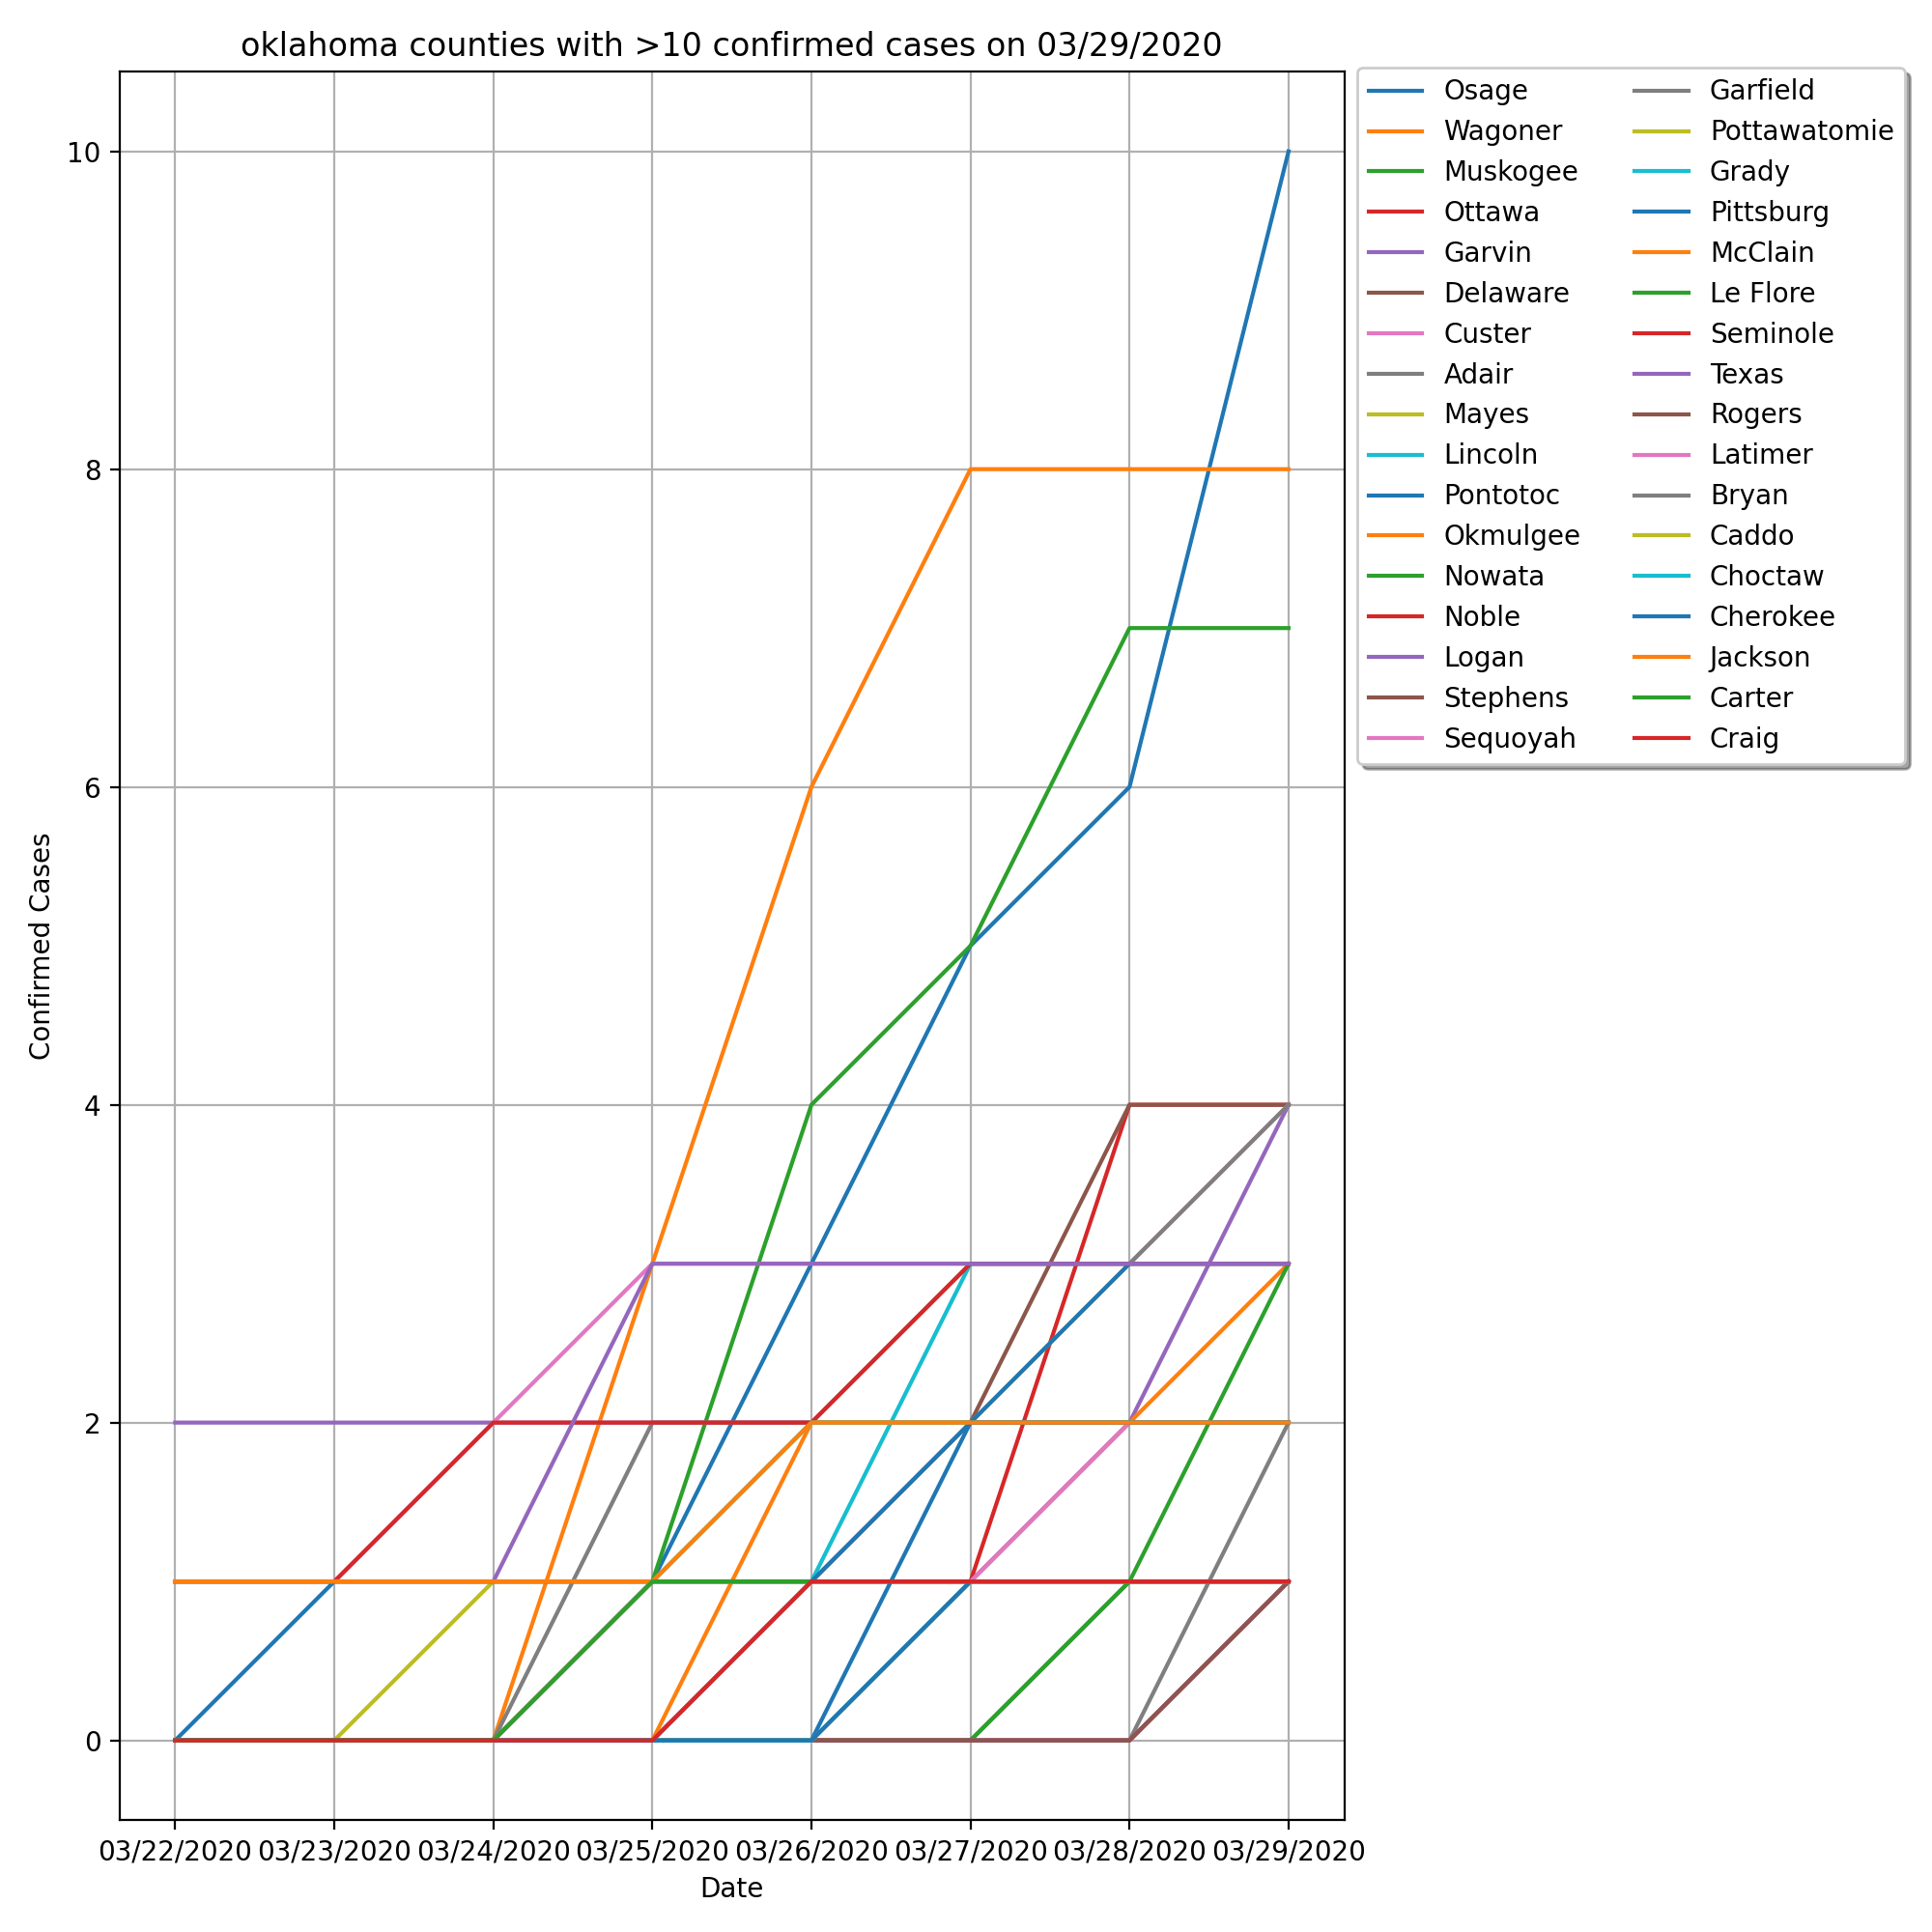 oklahoma counties with >10 confirmed cases on 03/29/2020
10
8
6
4
2
0
Confirmed Cases
03/22/2020 03/23/2020 03/24/2020 03/25/2020 03/26/2020 03/27/2020 03/28/2020 03/29/2020
Date
Osage
Wagoner
Muskogee
Ottawa
Garvin
Delaware
Custer
Adair
Mayes
Lincoln
Pontotoc
Okmulgee
Nowata
Noble
Logan
Stephens
Sequoyah
Garfield
Pottawatomie
Grady
Pittsburg
McClain
Le Flore
Seminole
Texas
Rogers
Latimer
Bryan
Caddo
Choctaw
Cherokee
Jackson
Carter
Craig